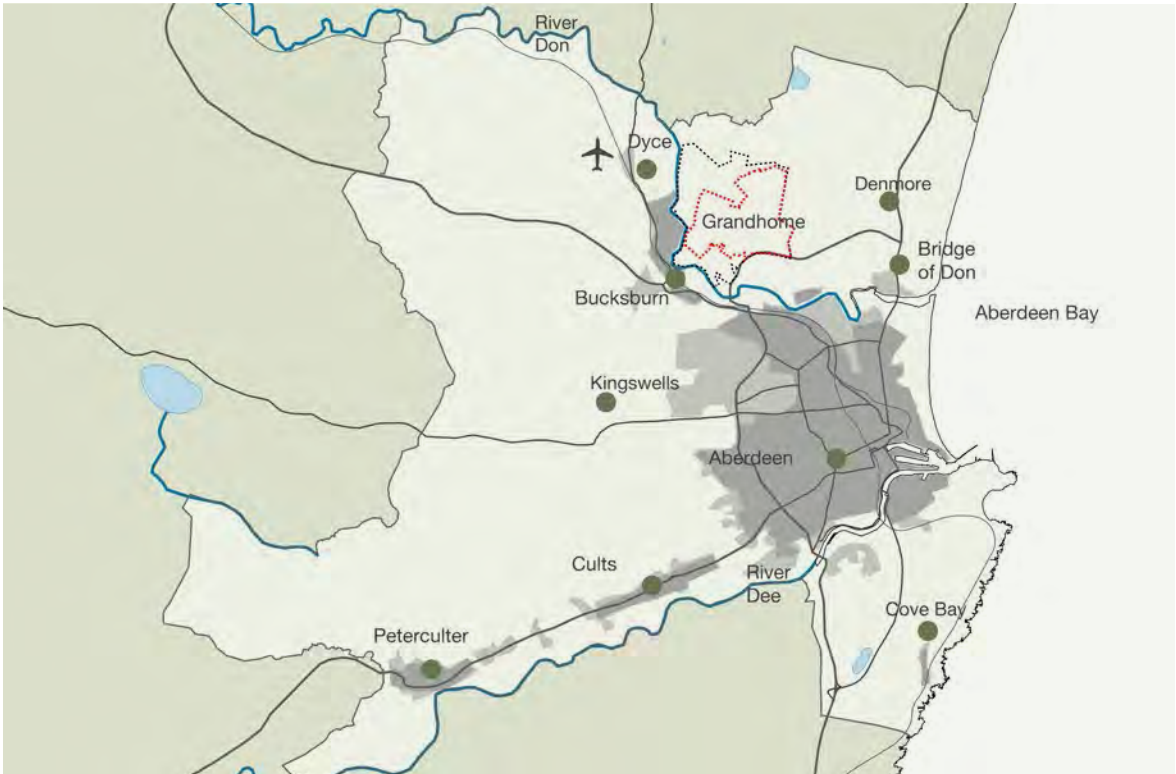 River
Don
Dyce
Denmore
Grandhome
Bridge
of Don
Bucksburn
Aberdeen Bay
Kingswells
Aberdeen
Cults
River
Dee
Cove Bay
Peterculter